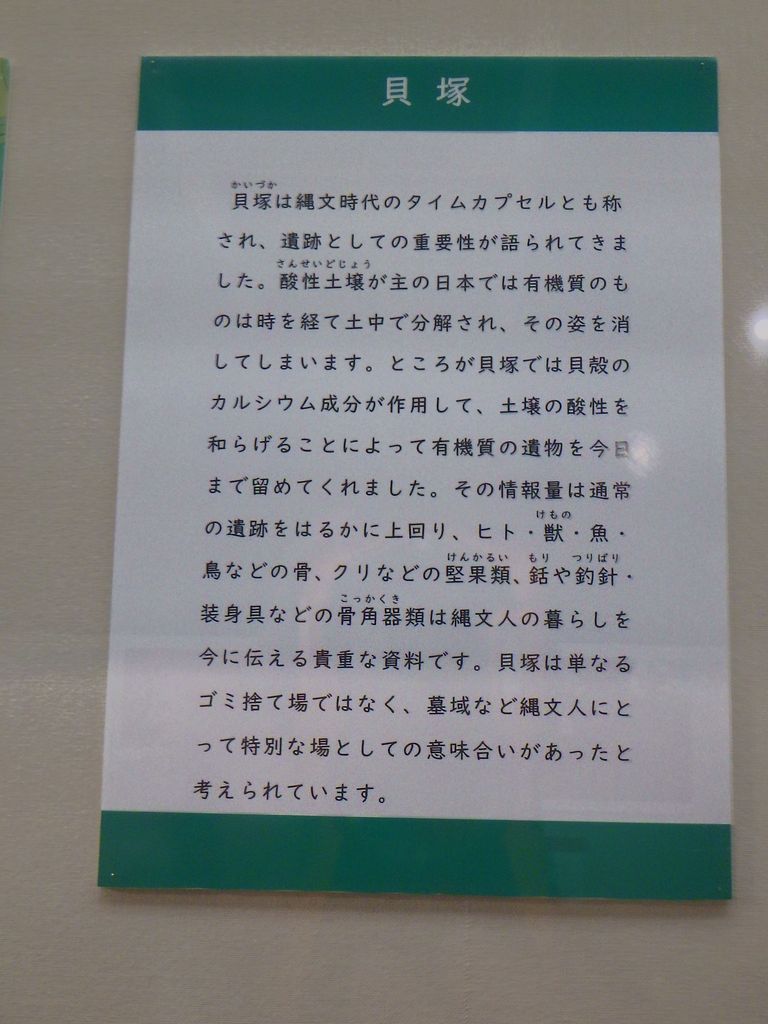 貝塚
貝塚は縄文時代のタイムカプセルとも称
され、遺跡としての重要性が語られてきま
した。酸性土壌が主の日本では有機質のも
のは時を経て土中で分解され、その姿を消
してしまいます。ところが貝塚では貝殻の
カルシウム成分が作用して、土壌の酸性を
和らげることによって有機質の遺物を今日
まで留めてくれました。その情報量は通常
の遺跡をはるかに上回り、ヒト・獣・魚・
鳥などの骨、クリなどの堅果類、銛や釣針・
装身具などの骨角器類は縄文人の暮らしを
今に伝える貴重な資料です。貝塚は単なる
ゴミ捨て場ではなく、墓域など縄文人にと
って特別な場としての意味合いがあったと
考えられています。
かいづか
さんせいどじょう
けもの
けんかるい もり つりばり
こっかくき